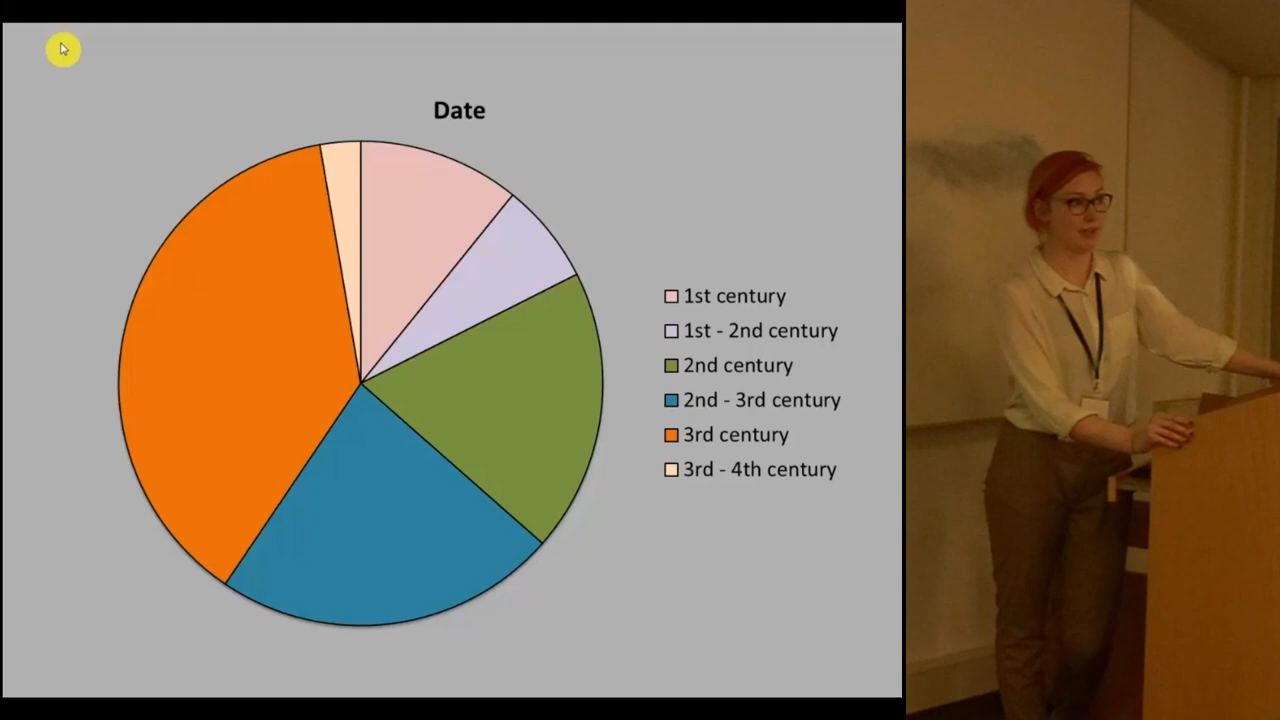 Date
1st century
1st - 2nd century
2nd century
2nd - 3rd century
3rd century
3rd - 4th century